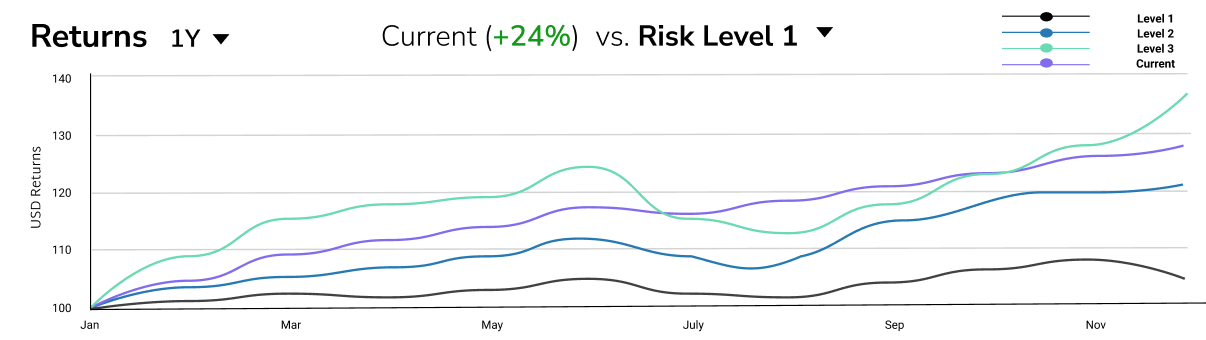 Returns 1Y
Current (+24%) vs. Risk Level 1
Level 1
Level 2
Level 3
Current
USD Returns
140
130
120
110
100
Jan Mar May July Sep Nov